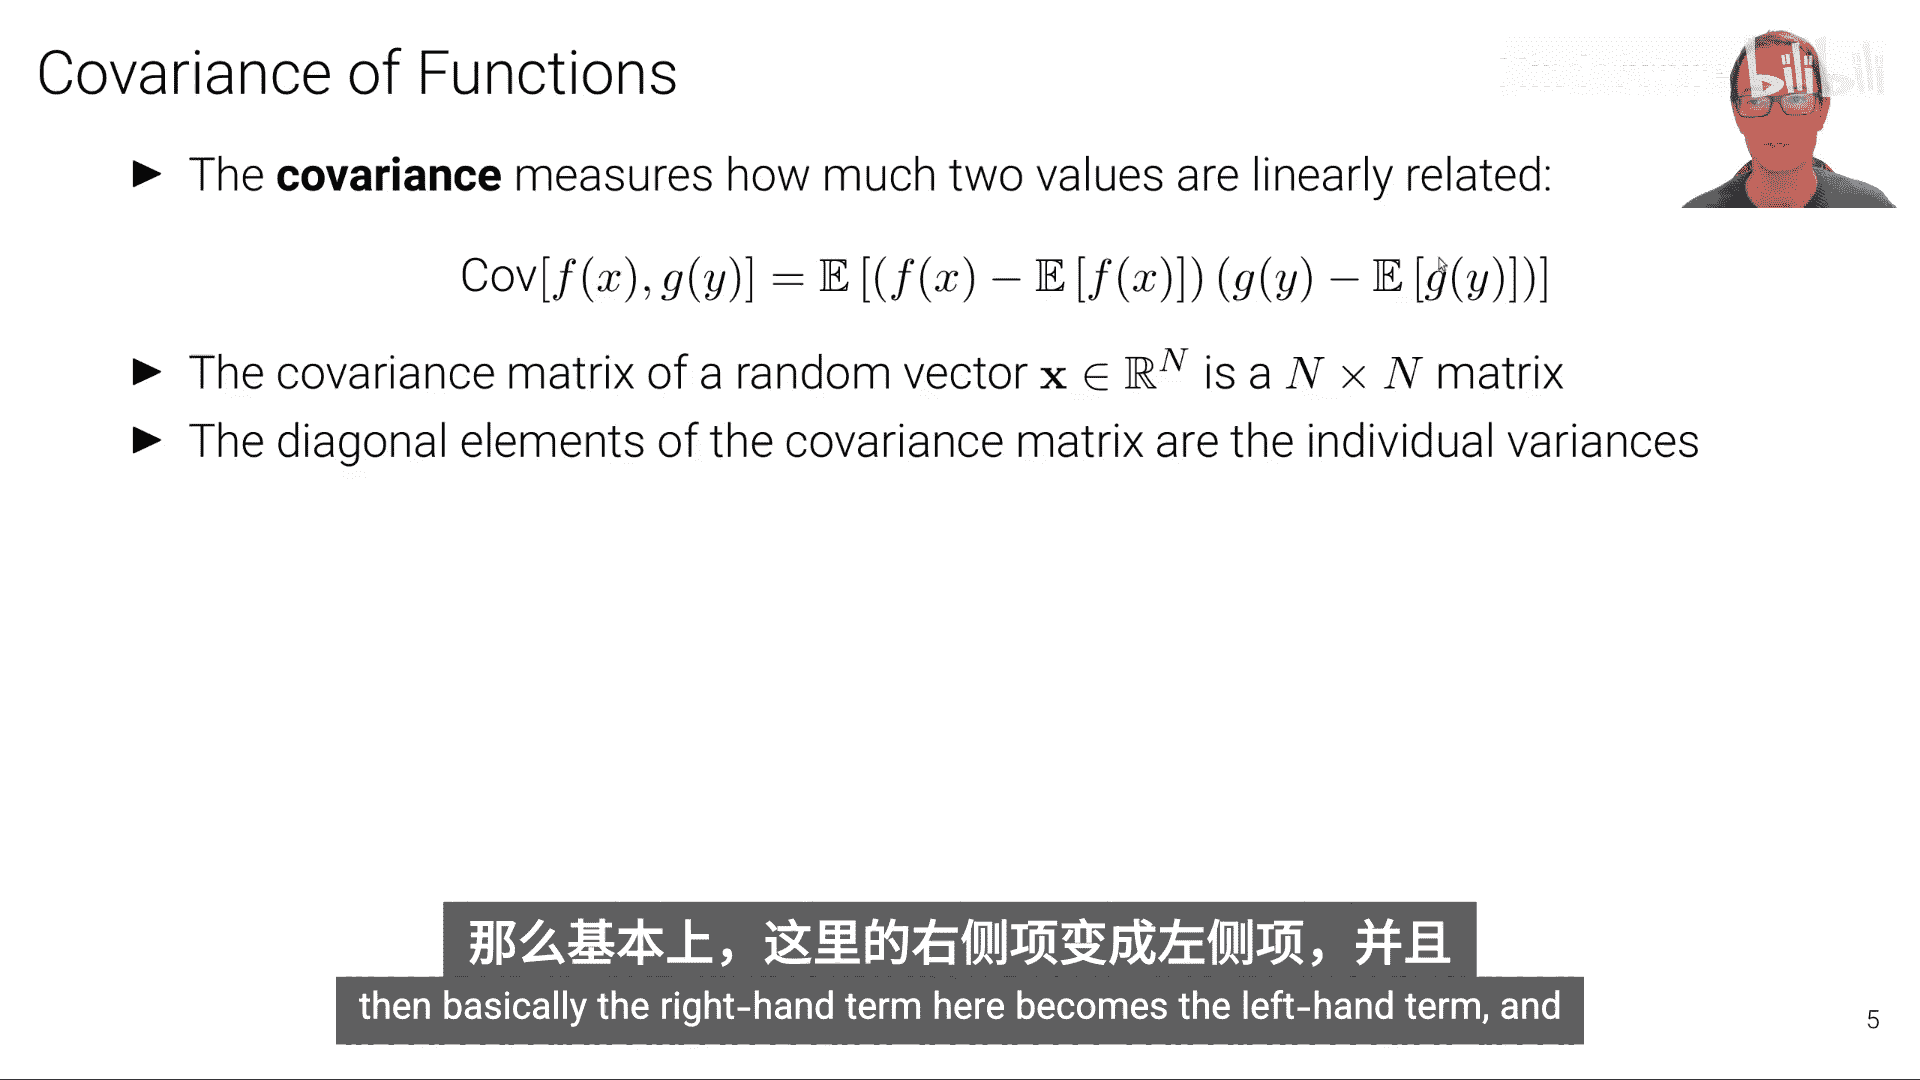 Covariance of Functions
bilibili
► The covariance measures how much two values are linearly related:
Cov[f(x), g(y)] = 𝔼 [(f(x) − 𝔼 [f(x)]) (g(y) − 𝔼 [g(y)])]
► The covariance matrix of a random vector 𝐱 ∈ ℝ^N is a N × N matrix
► The diagonal elements of the covariance matrix are the individual variances
那么基本上，这里的右侧项变成左侧项，并且
then basically the right-hand term here becomes the left-hand term, and
5